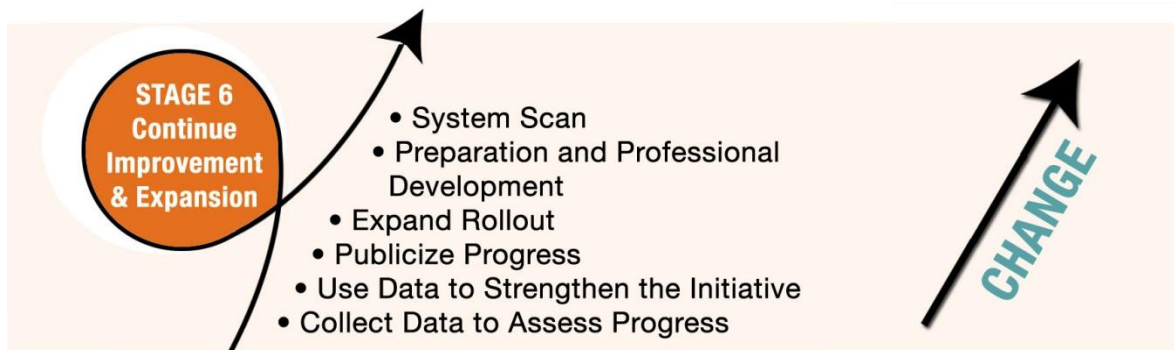 STAGE 6
Continue
Improvement
& Expansion
• System Scan
• Preparation and Professional
Development
• Expand Rollout
• Publicize Progress
• Use Data to Strengthen the Initiative
• Collect Data to Assess Progress
CHANGE